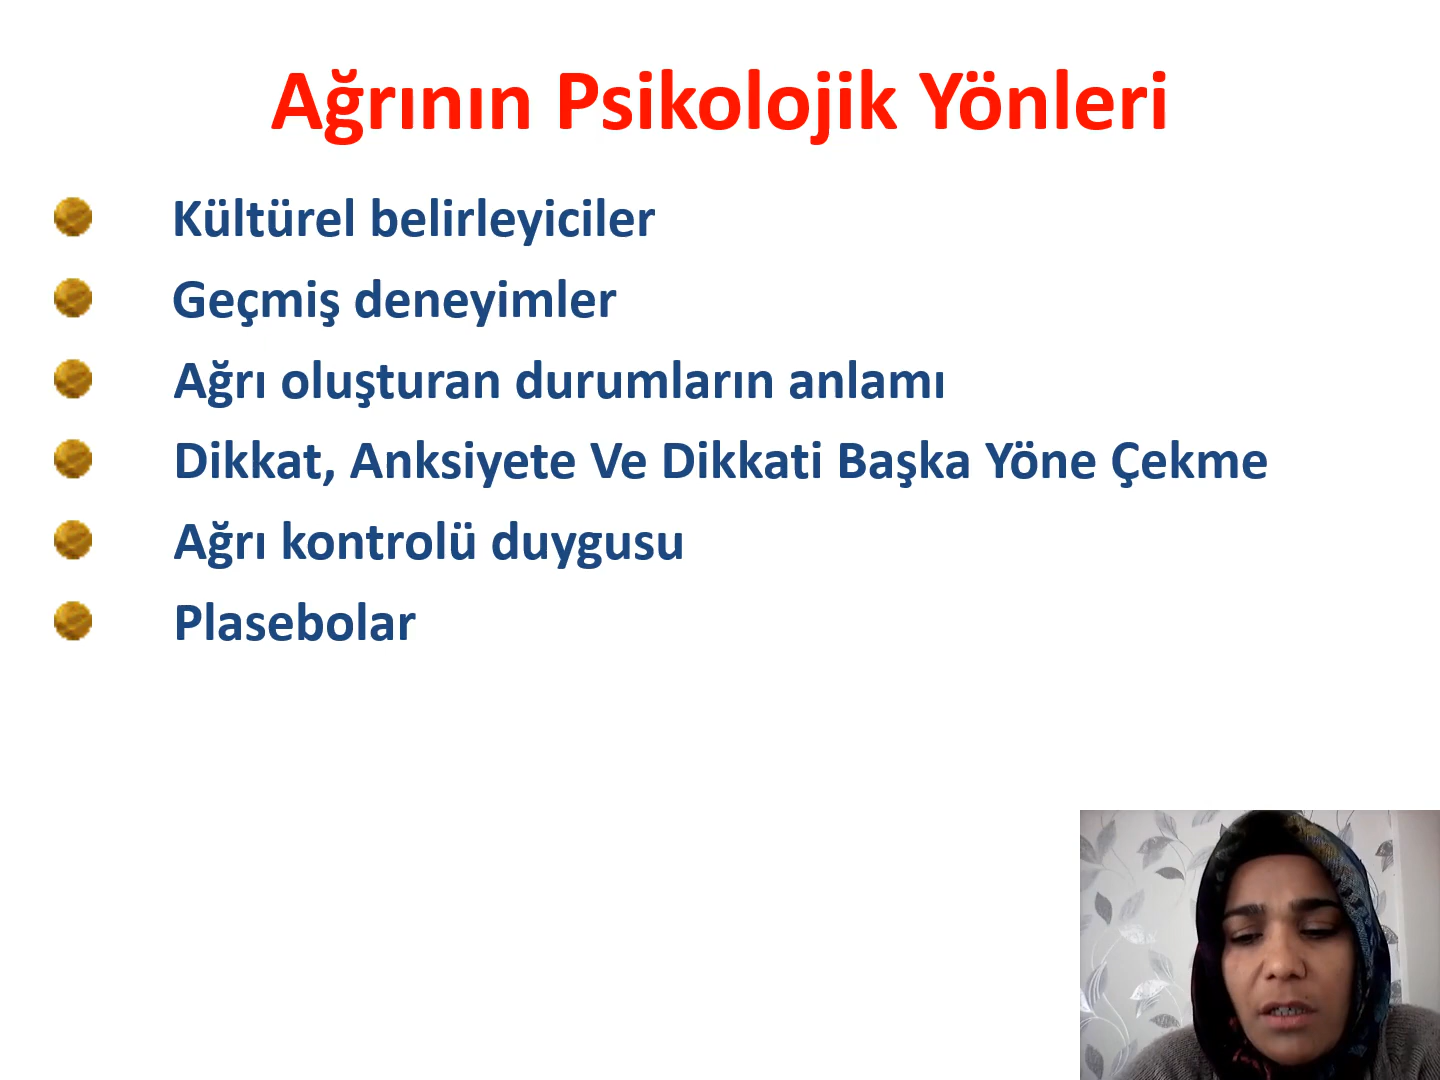 Ağrının Psikolojik Yönleri
Kültürel belirleyiciler
Geçmiş deneyimler
Ağrı oluşturan durumların anlamı
Dikkat, Anksiyete Ve Dikkati Başka Yöne Çekme
Ağrı kontrolü duygusu
Plasebolar